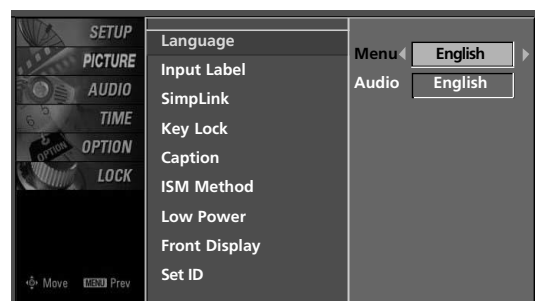 SETUP
PICTURE
AUDIO
TIME
OPTION
LOCK
Move MENU Prev
Language
Input Label
SimpLink
Key Lock
Caption
ISM Method
Low Power
Front Display
Set ID
Menu English
Audio English